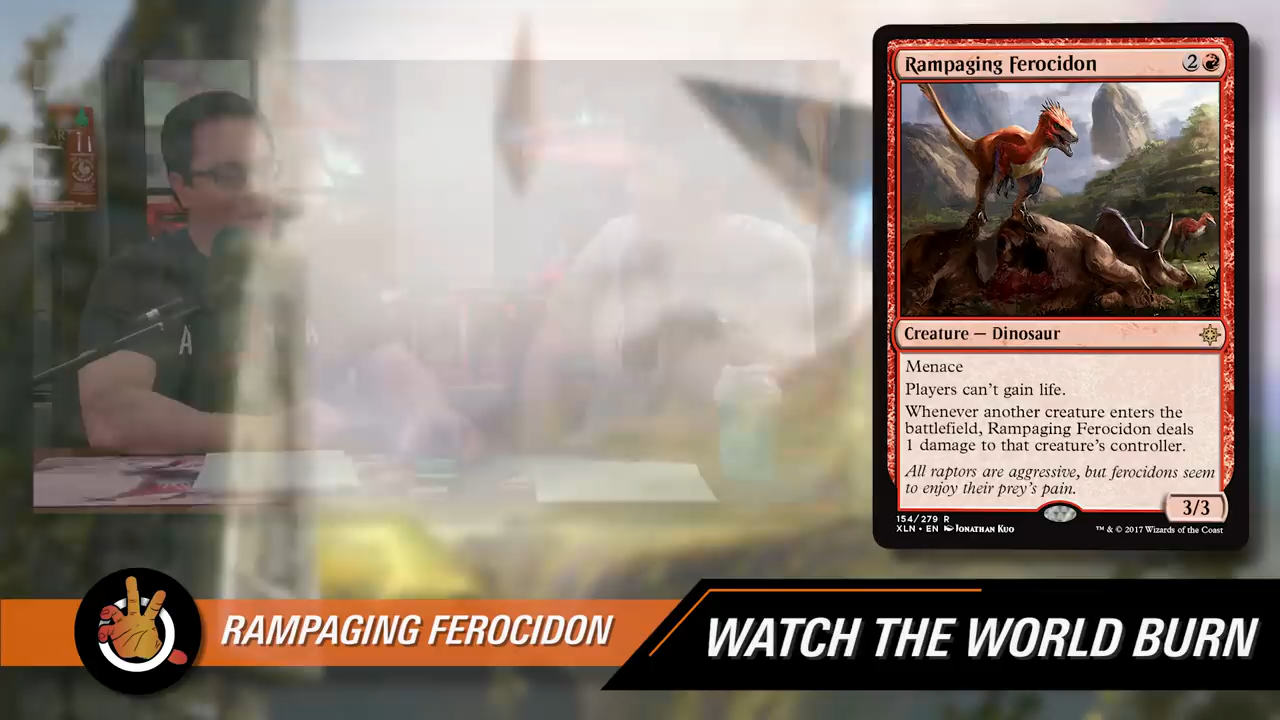 Rampaging Ferocidon 2
Creature — Dinosaur
Menace
Players can't gain life.
Whenever another creature enters the
battlefield, Rampaging Ferocidon deals
1 damage to that creature's controller.
All raptors are aggressive, but ferocidons seem
to enjoy their prey's pain.
3/3
154/279 R
XLN • EN Jonathan Kuo
™ & © 2017 Wizards of the Coast
RAMPAGING FEROCIDON
WATCH THE WORLD BURN